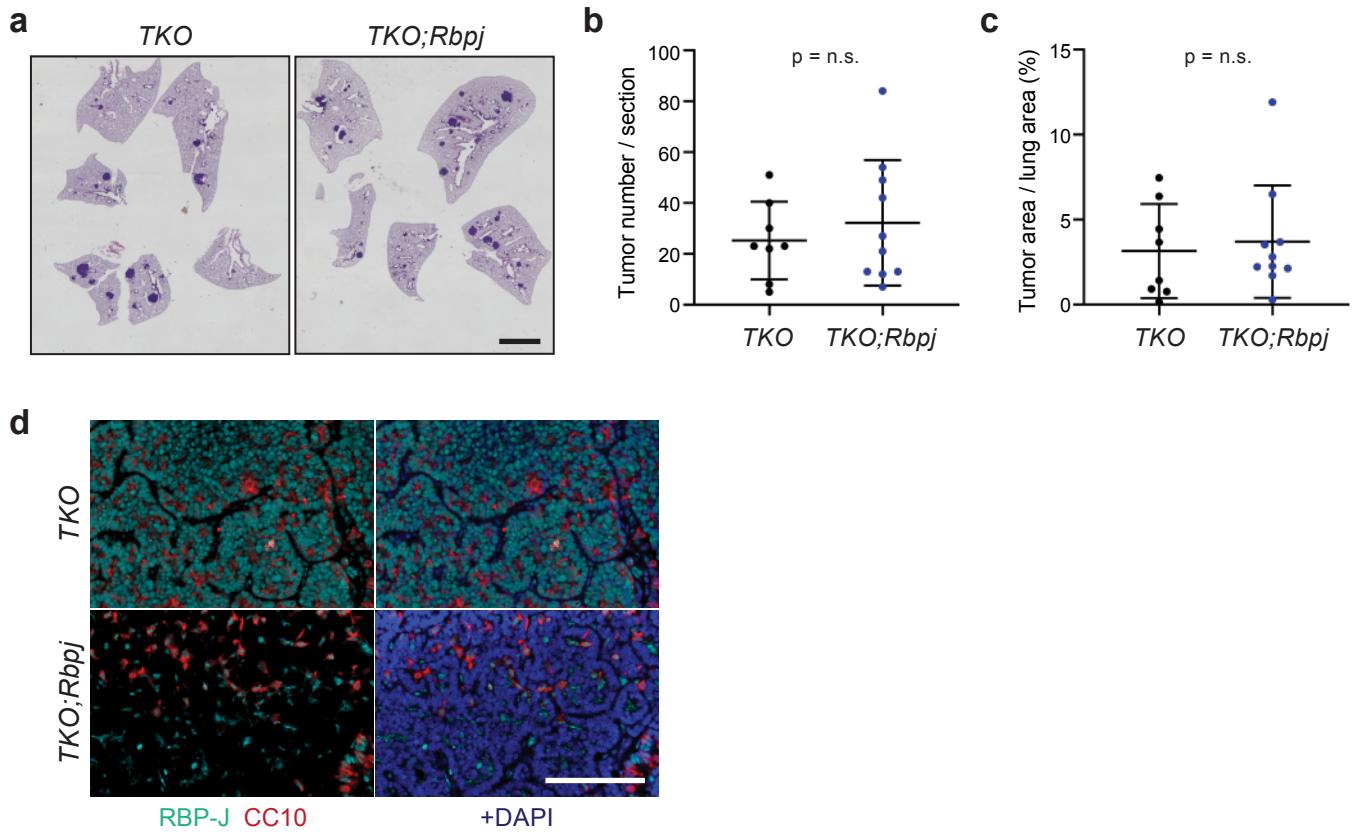 a
TKO
TKO;Rbpj
b
p = n.s.
Tumor number / section
100
80
60
40
20
0
TKO
TKO;Rbpj
c
p = n.s.
Tumor area / lung area (%)
15
10
5
0
TKO
TKO;Rbpj
d
TKO
TKO;Rbpj
RBP-J CC10
+DAPI